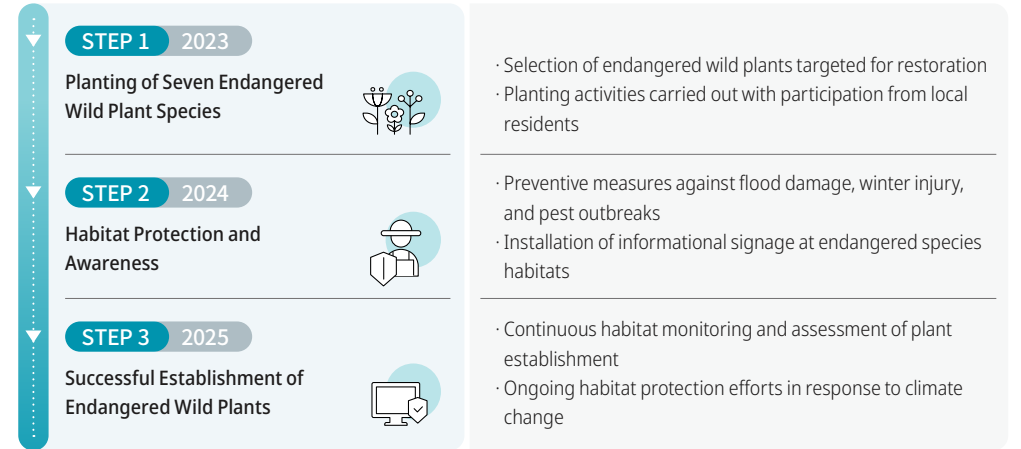 STEP 1 2023
Planting of Seven Endangered
Wild Plant Species
· Selection of endangered wild plants targeted for restoration
· Planting activities carried out with participation from local
residents
STEP 2 2024
Habitat Protection and
Awareness
· Preventive measures against flood damage, winter injury,
and pest outbreaks
· Installation of informational signage at endangered species
habitats
STEP 3 2025
Successful Establishment of
Endangered Wild Plants
· Continuous habitat monitoring and assessment of plant
establishment
· Ongoing habitat protection efforts in response to climate
change